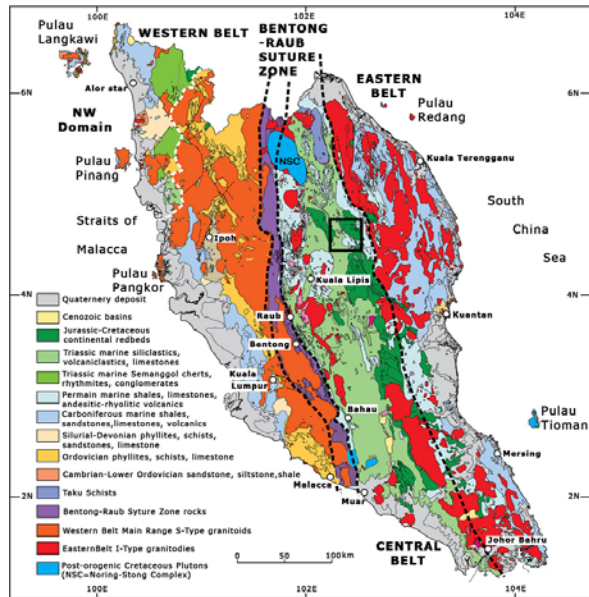 100E
102E
104E
Pulau
Langkawi
WESTERN BELT
BENTONG
-RAUB
SUTURE
ZONE
Alor star
6N
6N
EASTERN
BELT
Pulau
Redang
NW
Domain
NSC
Kuala Terengganu
Pulau
Pinang
South
China
Sea
Straits of
Malacca
Ipoh
Pulau
Pangkor
Kuala Lipis
4N
4N
Quaternery deposit
Cenozoic basins
Jurassic-Cretaceous
continental redbeds
Triassic marine siliclastics,
volcaniclastics, limestones
Triassic marine Semanggol cherts,
rhythmites, conglomerates
Permain marine shales, limestones,
andesitic-rhyolitic volcanics
Carboniferous marine shales,
sandstones,limestones, volcanics
Silurial-Devonian phyllites, schists,
sandstones, limestone
Ordovician phyllites, schists, limestone
Cambrian-Lower Ordovician sandstone, siltstone,shale
Taku Schists
Bentong-Raub Syture Zone rocks
Western Belt Main Range S-Type granitoids
EasternBelt I-Type granitodies
Post-orogenic Cretaceous Plutons
(NSC=Noring-Stong Complex)
Raub
Bentong
Kuala
Lumpur
Kuantan
Bahau
Pulau
Tioman
Mersing
Malacca
Muar
2N
2N
0
50
100km
CENTRAL
BELT
Johor Bahru
100E
102E
104E